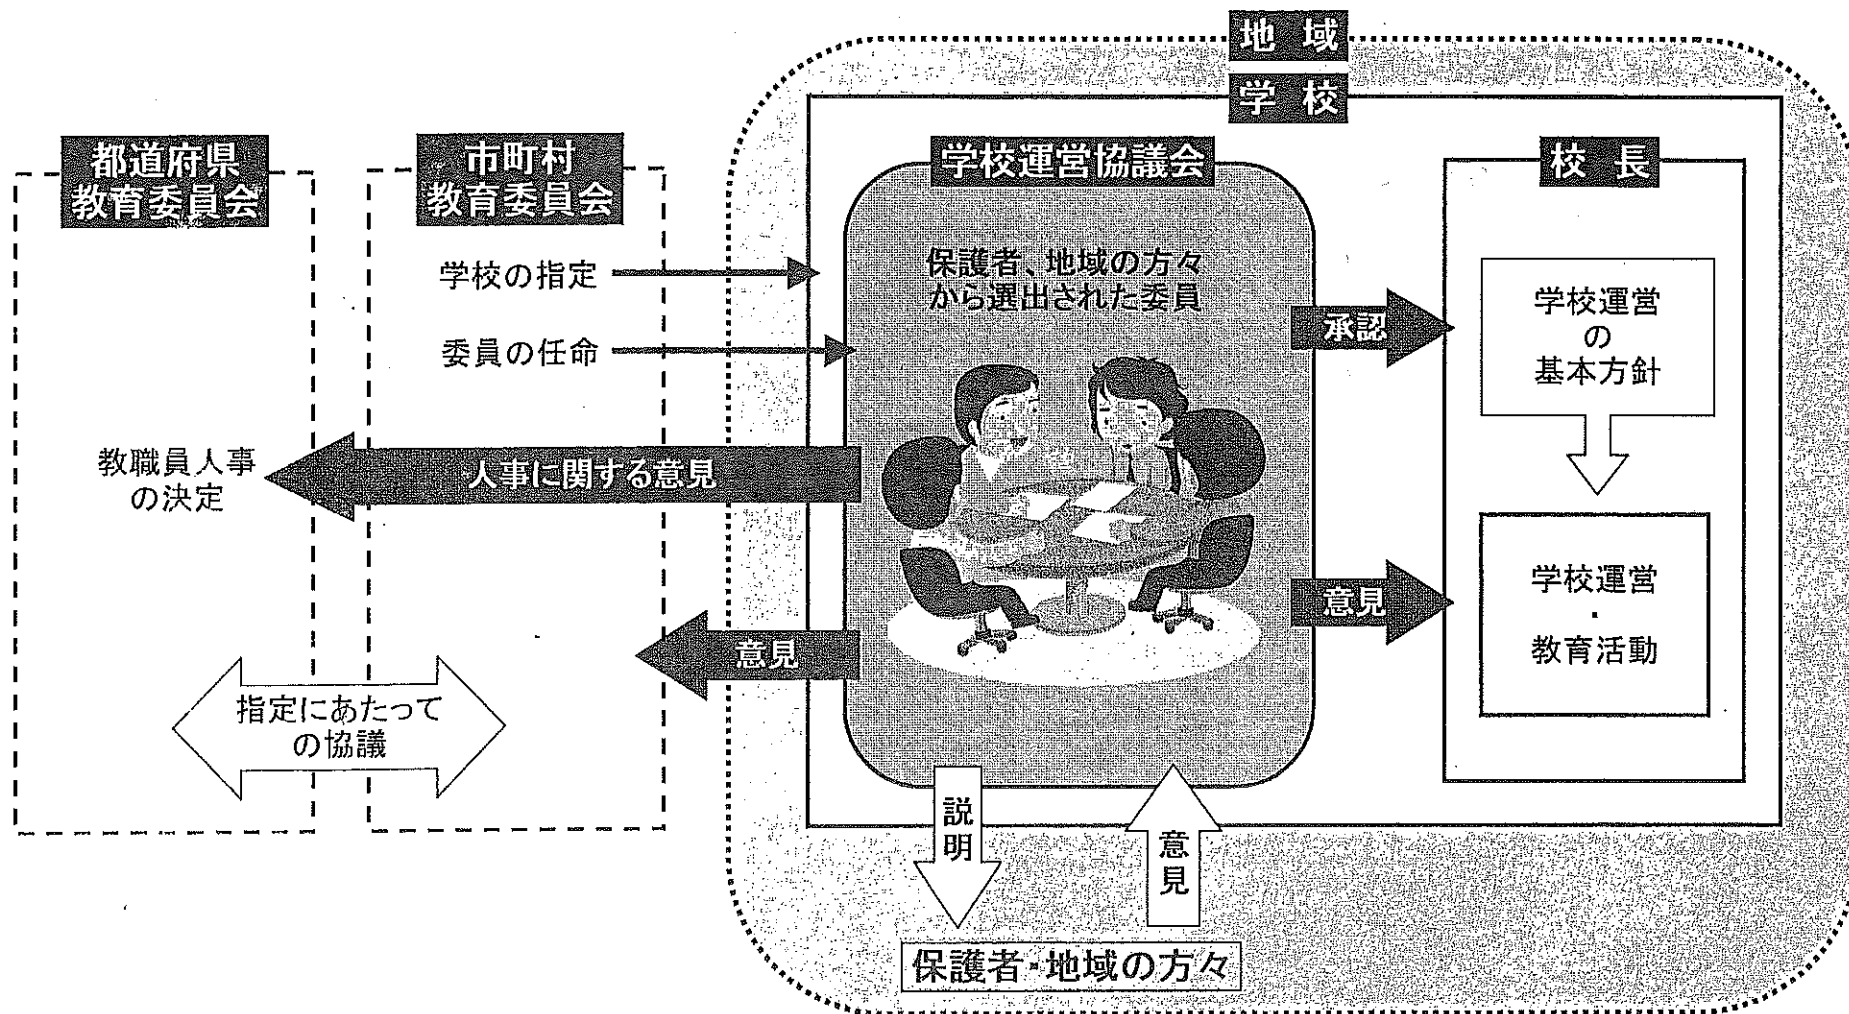 地域
学校
都道府県
教育委員会
市町村
教育委員会
学校運営協議会
校長
学校の指定
委員の任命
保護者、地域の方々
から選出された委員
承認
学校運営
の
基本方針
教職員人事
の決定
人事に関する意見
意見
学校運営
・
教育活動
意見
指定にあたって
の協議
説明
意見
保護者・地域の方々